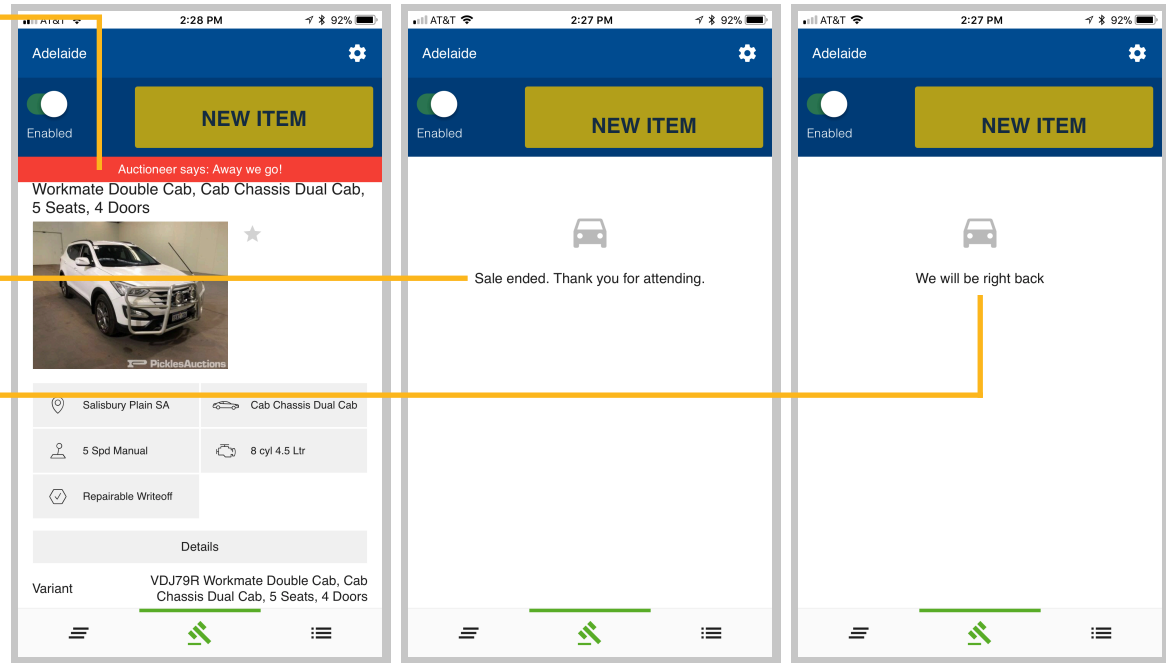 AT&T
2:28 PM
92%
Adelaide
Enabled
NEW ITEM
Auctioneer says: Away we go!
Workmate Double Cab, Cab Chassis Dual Cab,
5 Seats, 4 Doors
PicklesAuctions
Salisbury Plain SA
Cab Chassis Dual Cab
5 Spd Manual
8 cyl 4.5 Ltr
Repairable Writeoff
Details
Variant
VDJ79R Workmate Double Cab, Cab
Chassis Dual Cab, 5 Seats, 4 Doors
AT&T
2:27 PM
92%
Adelaide
Enabled
NEW ITEM
Sale ended. Thank you for attending.
AT&T
2:27 PM
92%
Adelaide
Enabled
NEW ITEM
We will be right back